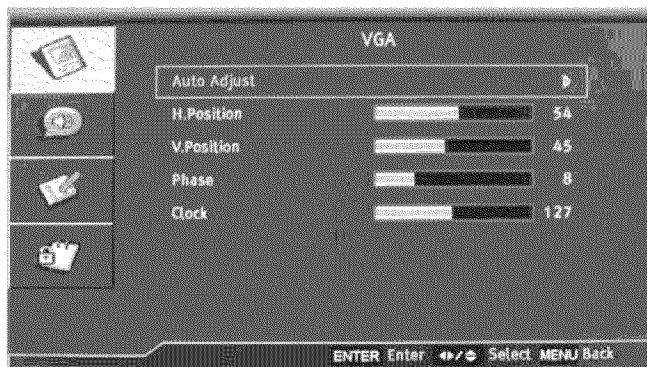 VGA
Auto Adjust
H.Position 54
V.Position 45
Phase 8
Clock 127
ENTER Enter ◄►/▲▼ Select MENU Back